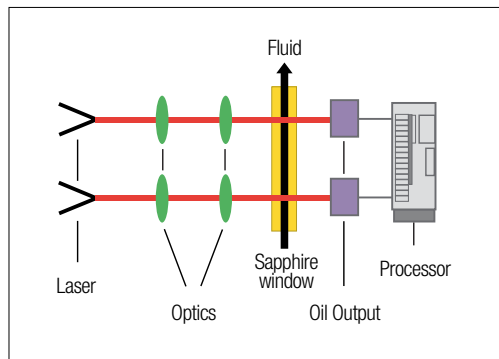 Fluid
Sapphire
window
Processor
Laser
Optics
Oil Output